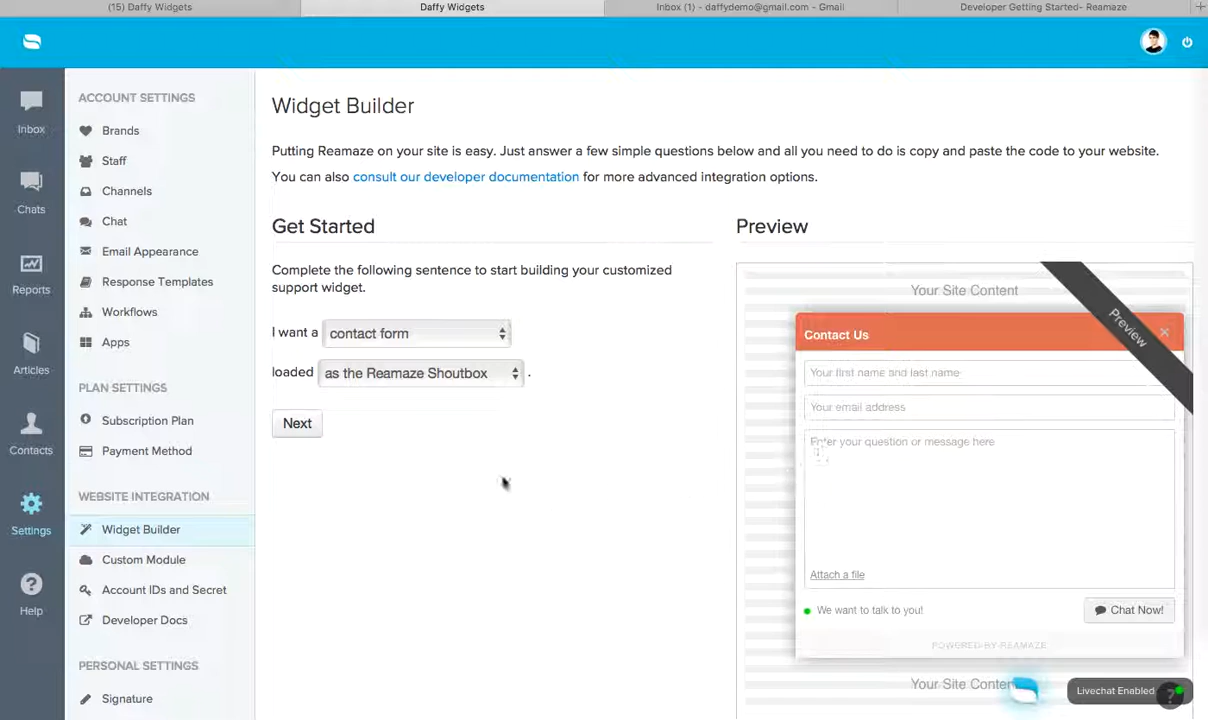 (15) Daffy Widgets
Daffy Widgets
Inbox (1) - daffydemo@gmail.com - Gmail
Developer Getting Started- Reamaze
+
Inbox
Chats
Reports
Articles
Contacts
Settings
Help
ACCOUNT SETTINGS
Brands
Staff
Channels
Chat
Email Appearance
Response Templates
Workflows
Apps
PLAN SETTINGS
Subscription Plan
Payment Method
WEBSITE INTEGRATION
Widget Builder
Custom Module
Account IDs and Secret
Developer Docs
PERSONAL SETTINGS
Signature
Widget Builder
Putting Reamaze on your site is easy. Just answer a few simple questions below and all you need to do is copy and paste the code to your website.
You can also consult our developer documentation for more advanced integration options.
Get Started
Complete the following sentence to start building your customized
support widget.
I want a contact form
loaded as the Reamaze Shoutbox .
Next
Preview
Your Site Content
Preview
Contact Us
Your first name and last name
Your email address
Enter your question or message here
Attach a file
We want to talk to you!
Chat Now!
POWERED BY REAMAZE
Your Site Content
Livechat Enabled
?